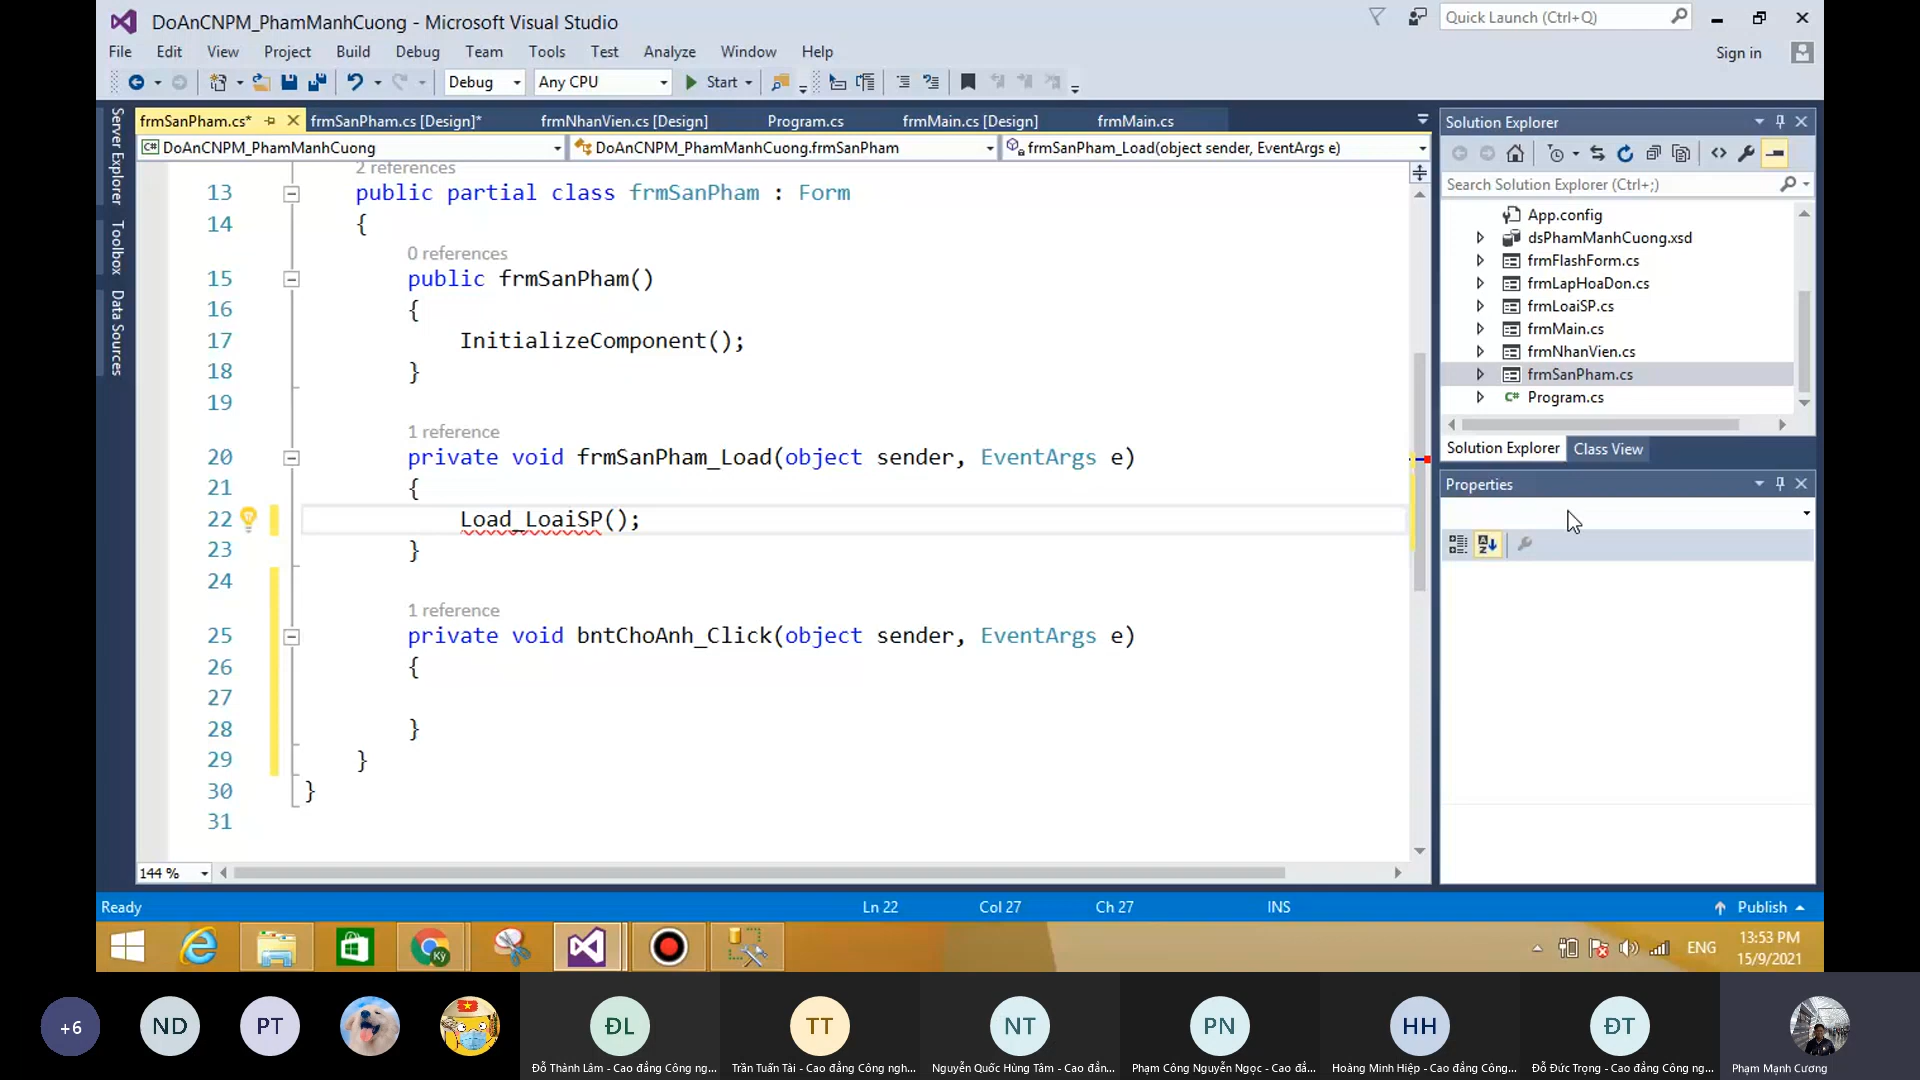 DoAnCNPM_PhamManhCuong - Microsoft Visual Studio
Quick Launch (Ctrl+Q)
File Edit View Project Build Debug Team Tools Test Analyze Window Help
Sign in
Debug Any CPU Start
Server Explorer
Toolbox
Data Sources
frmSanPham.cs* frmSanPham.cs [Design]* frmNhanVien.cs [Design] Program.cs frmMain.cs [Design] frmMain.cs
DoAnCNPM_PhamManhCuong DoAnCNPM_PhamManhCuong.frmSanPham frmSanPham_Load(object sender, EventArgs e)
2 references
13 public partial class frmSanPham : Form
14 {
0 references
15 public frmSanPham()
16 {
17 InitializeComponent();
18 }
19
1 reference
20 private void frmSanPham_Load(object sender, EventArgs e)
21 {
22 Load_LoaiSP();
23 }
24
1 reference
25 private void bntChoAnh_Click(object sender, EventArgs e)
26 {
27
28 }
29 }
30 }
31
144 %
Solution Explorer
Search Solution Explorer (Ctrl+;)
App.config
dsPhamManhCuong.xsd
frmFlashForm.cs
frmLapHoaDon.cs
frmLoaiSP.cs
frmMain.cs
frmNhanVien.cs
frmSanPham.cs
C# Program.cs
Solution Explorer Class View
Properties
Ready Ln 22 Col 27 Ch 27 INS Publish
Kỳ
ENG
13:53 PM
15/9/2021
+6 ND PT ĐL TT NT PN HH ĐT
Đỗ Thành Lâm - Cao đẳng Công ng... Trần Tuấn Tài - Cao đẳng Công ngh... Nguyễn Quốc Hùng Tâm - Cao đẳn... Phạm Công Nguyễn Ngọc - Cao đẳ... Hoàng Minh Hiệp - Cao đẳng Công... Đỗ Đức Trọng - Cao đẳng Công ng... Phạm Mạnh Cương